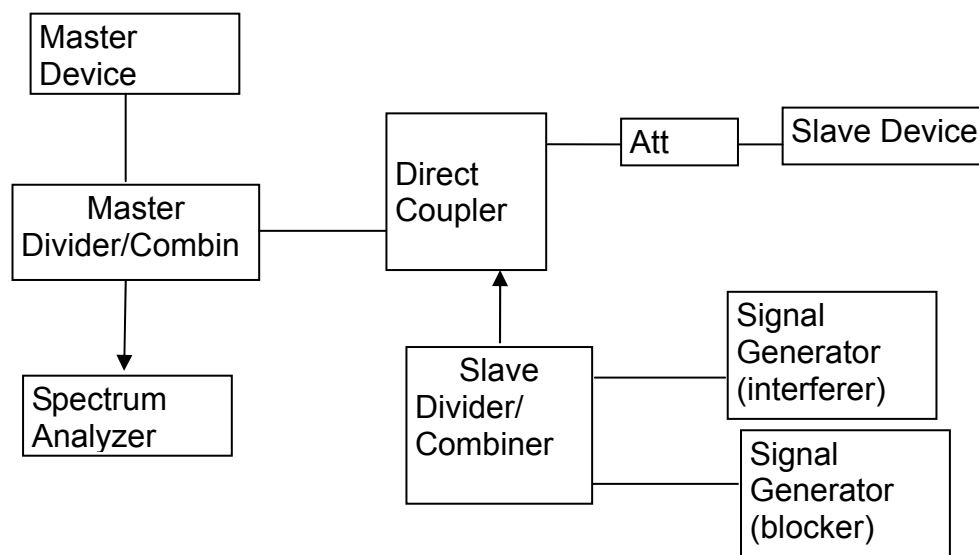 Master
Device
Att
Slave Device
Direct
Coupler
Master
Divider/Combin
Signal
Generator
(interferer)
Slave
Divider/
Combiner
Spectrum
Analyzer
Signal
Generator
(blocker)